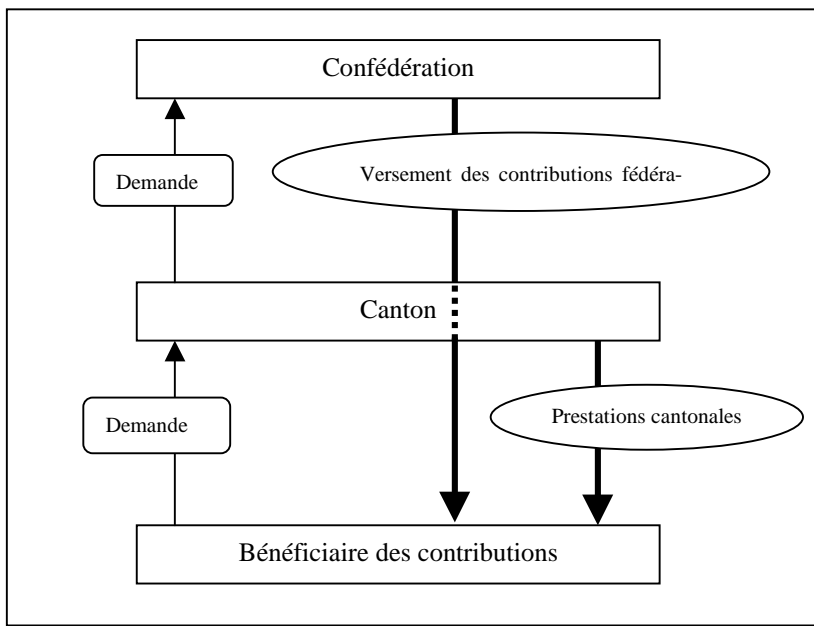 Confédération
Demande
Versement des contributions fédéra-
Canton
Demande
Prestations cantonales
Bénéficiaire des contributions